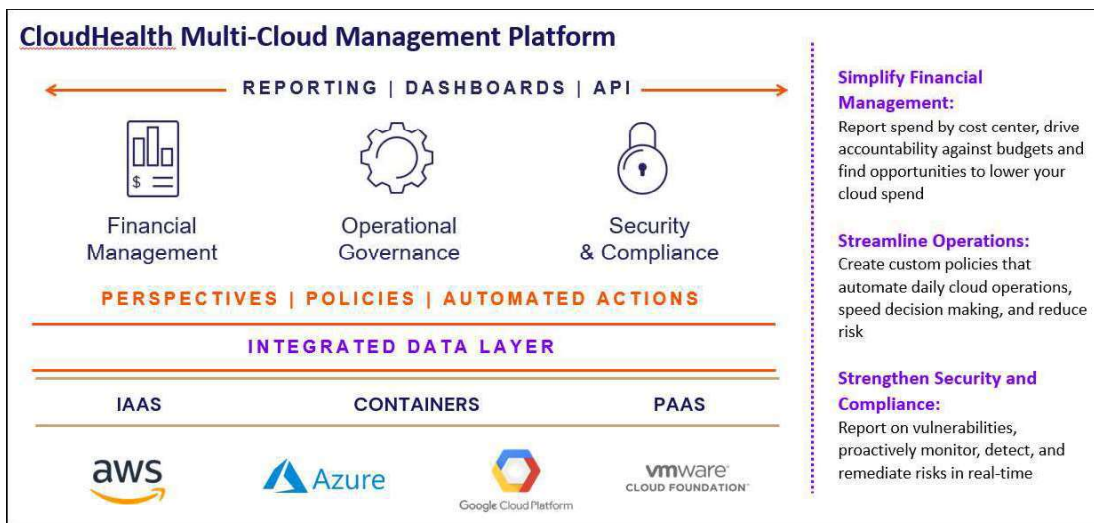 CloudHealth Multi-Cloud Management Platform
REPORTING | DASHBOARDS | API
$
Financial
Management
Operational
Governance
Security
& Compliance
PERSPECTIVES | POLICIES | AUTOMATED ACTIONS
INTEGRATED DATA LAYER
IAAS
CONTAINERS
PAAS
aws
Azure
Google Cloud Platform
vmware
CLOUD FOUNDATION™
Simplify Financial
Management:
Report spend by cost center, drive
accountability against budgets and
find opportunities to lower your
cloud spend
Streamline Operations:
Create custom policies that
automate daily cloud operations,
speed decision making, and reduce
risk
Strengthen Security and
Compliance:
Report on vulnerabilities,
proactively monitor, detect, and
remediate risks in real-time